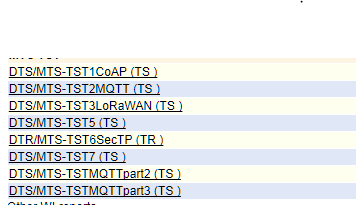 DTS/MTS-TST1CoAP (TS )
DTS/MTS-TST2MQTT (TS )
DTS/MTS-TST3LoRaWAN (TS )
DTS/MTS-TST5 (TS )
DTR/MTS-TST6SecTP (TR )
DTS/MTS-TST7 (TS )
DTS/MTS-TSTMQTTpart2 (TS )
DTS/MTS-TSTMQTTpart3 (TS )
Other WI reports